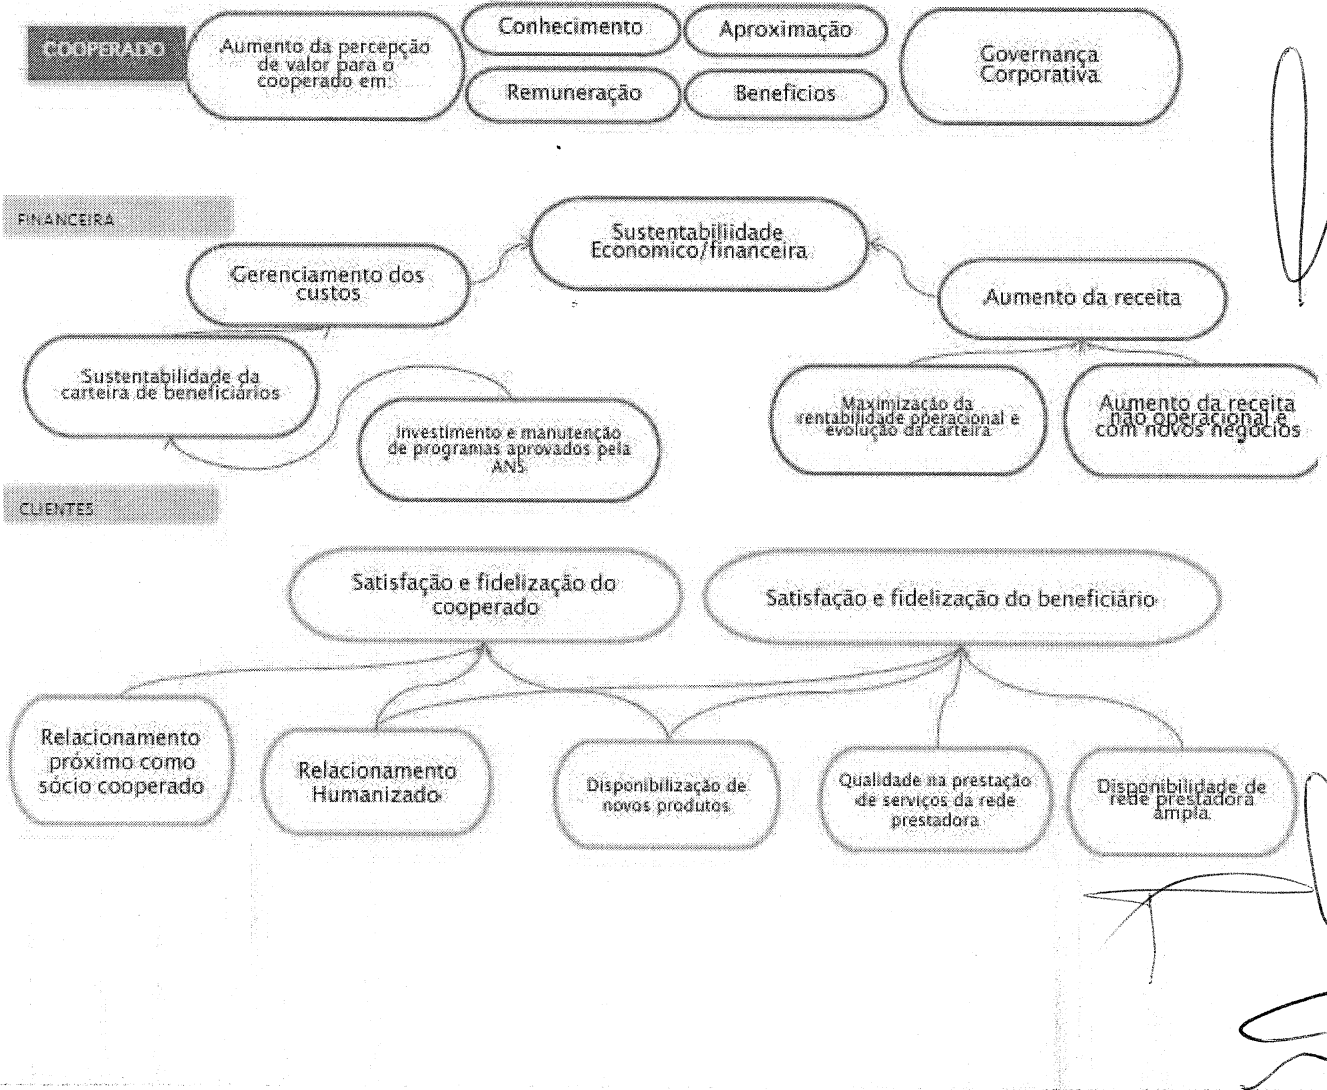 COOPERADO
Aumento da percepção
de valor para o
cooperado em:
Conhecimento
Aproximação
Remuneração
Benefícios
Governança
Corporativa
FINANCEIRA
Sustentabiliidade
Economico/financeira
Gerenciamento dos
custos
Aumento da receita
Sustentabilidade da
carteira de beneficiários
Investimento e manutenção
de programas aprovados pela
ANS
Maximização da
rentabilidade operacional e
evolução da carteira
Aumento da receita
não operacional e
com novos negócios
CLIENTES
Satisfação e fidelização do
cooperado
Satisfação e fidelização do beneficiário
Relacionamento
próximo como
sócio cooperado
Relacionamento
Humanizado
Disponibilização de
novos produtos
Qualidade na prestação
de serviços da rede
prestadora
Disponibilidade de
rede prestadora
ampla